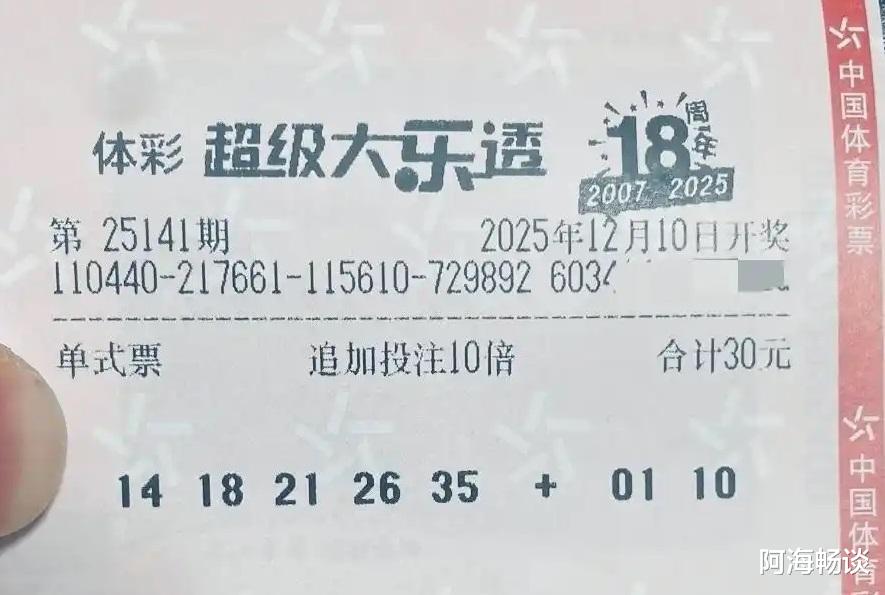 体彩 超级大乐透 18周年
2007-2025
第 25141期 2025年12月10日开奖
110440-217661-115610-729892 6034
单式票 追加投注10倍 合计30元
14 18 21 26 35 + 01 10
中国体育彩票
中国体育
阿海畅谈